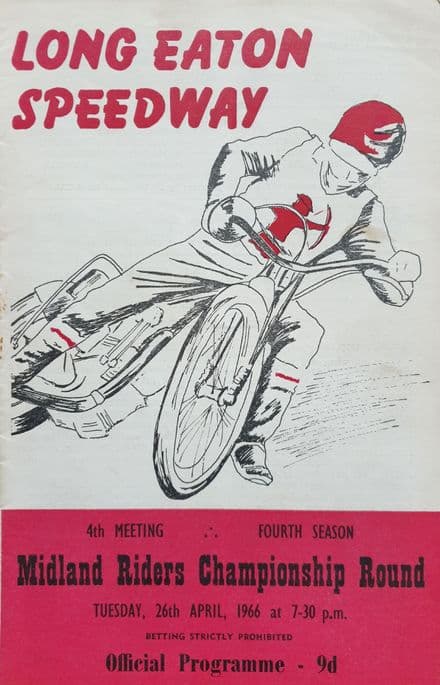 LONG EATON
SPEEDWAY
4th MEETING ∴ FOURTH SEASON
Midland Riders Championship Round
TUESDAY, 26th APRIL, 1966 at 7-30 p.m.
BETTING STRICTLY PROHIBITED
Official Programme - 9d